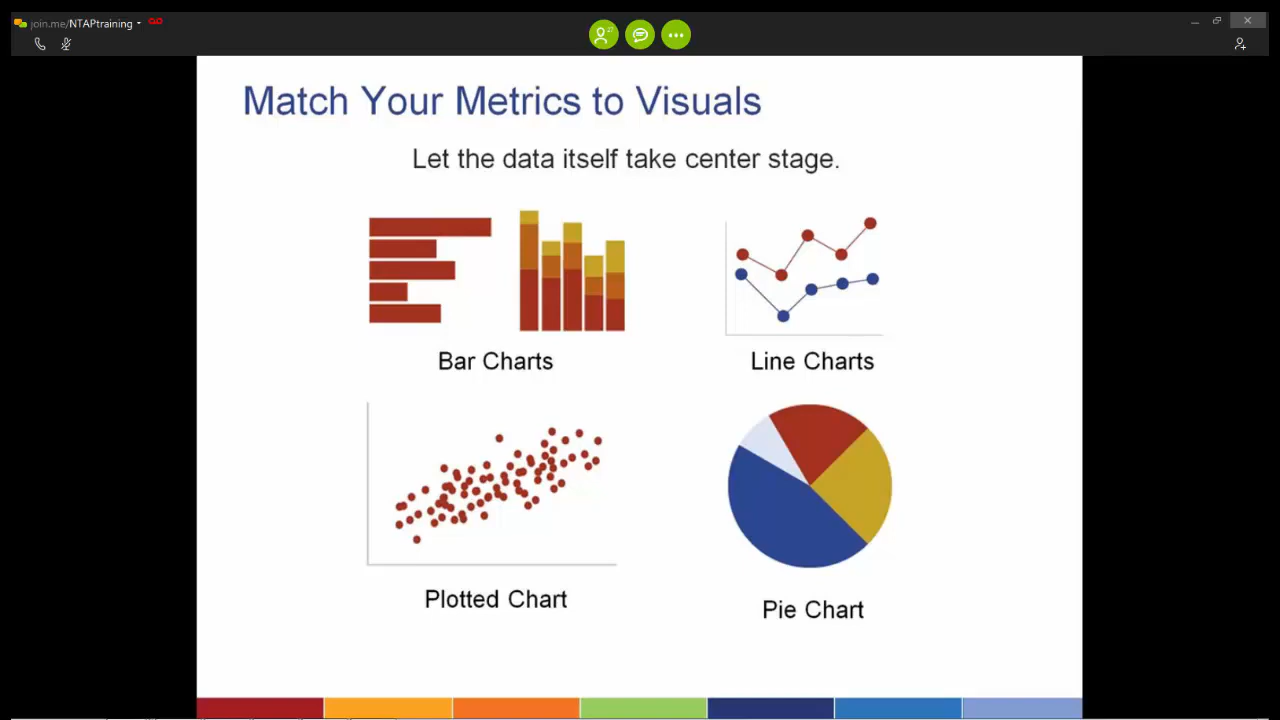 join.me/NTAPtraining
27
Match Your Metrics to Visuals
Let the data itself take center stage.
Bar Charts
Line Charts
Plotted Chart
Pie Chart